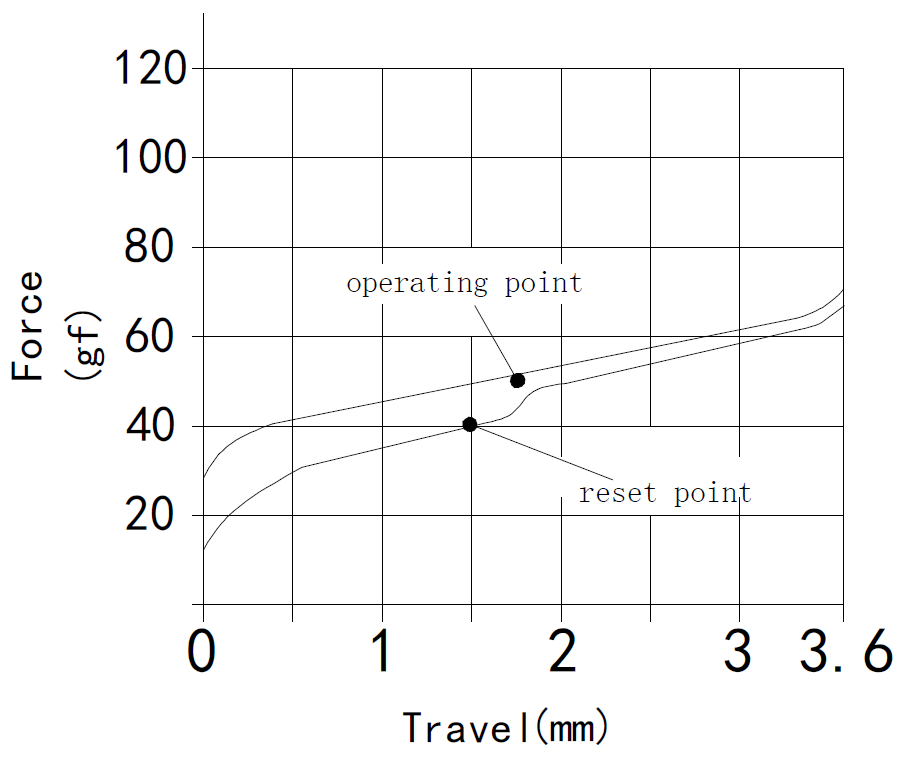 120
100
80
operating point
Force
(gf)
60
40
reset point
20
0
1
2
3
3.6
Travel(mm)